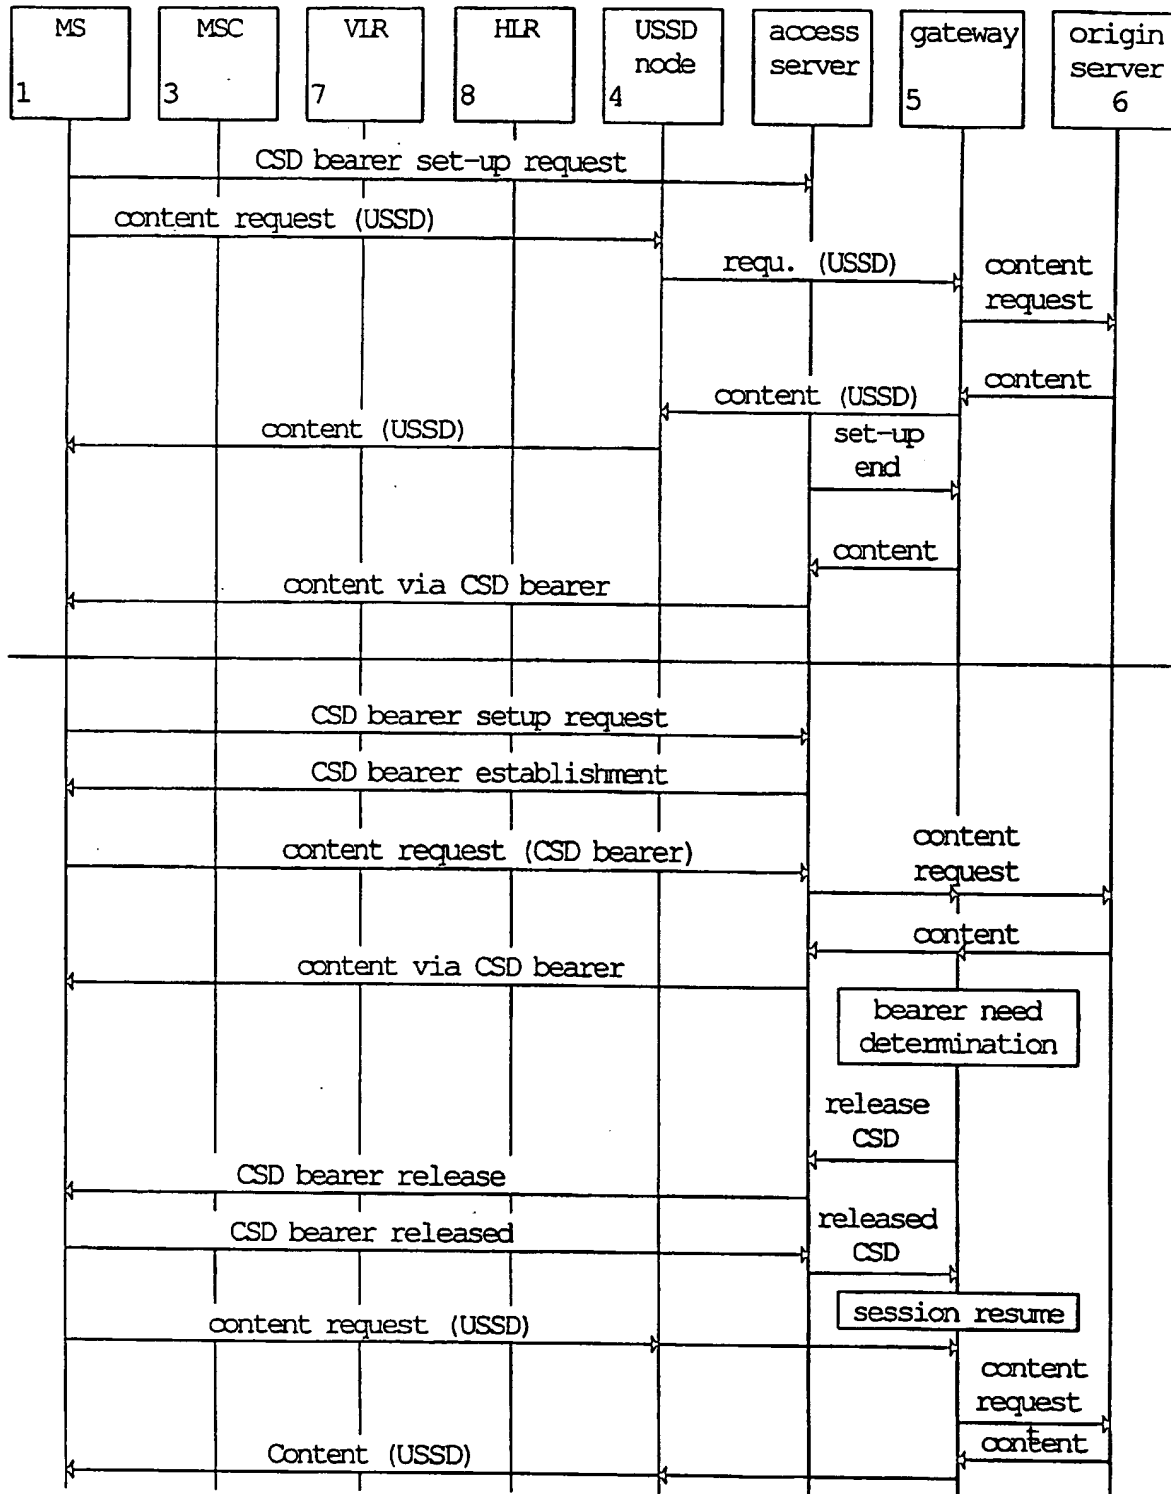 MS
1
MSC
3
VLR
7
HLR
8
USSD
node
4
access
server
gateway
5
origin
server
6
CSD bearer set-up request
content request (USSD)
requ. (USSD)
content
request
content
content (USSD)
content (USSD)
set-up
end
content
content via CSD bearer
CSD bearer setup request
CSD bearer establishment
content request (CSD bearer)
content
request
content
content via CSD bearer
bearer need
determination
release
CSD
CSD bearer release
CSD bearer released
released
CSD
session resume
content request (USSD)
content
request
content
Content (USSD)